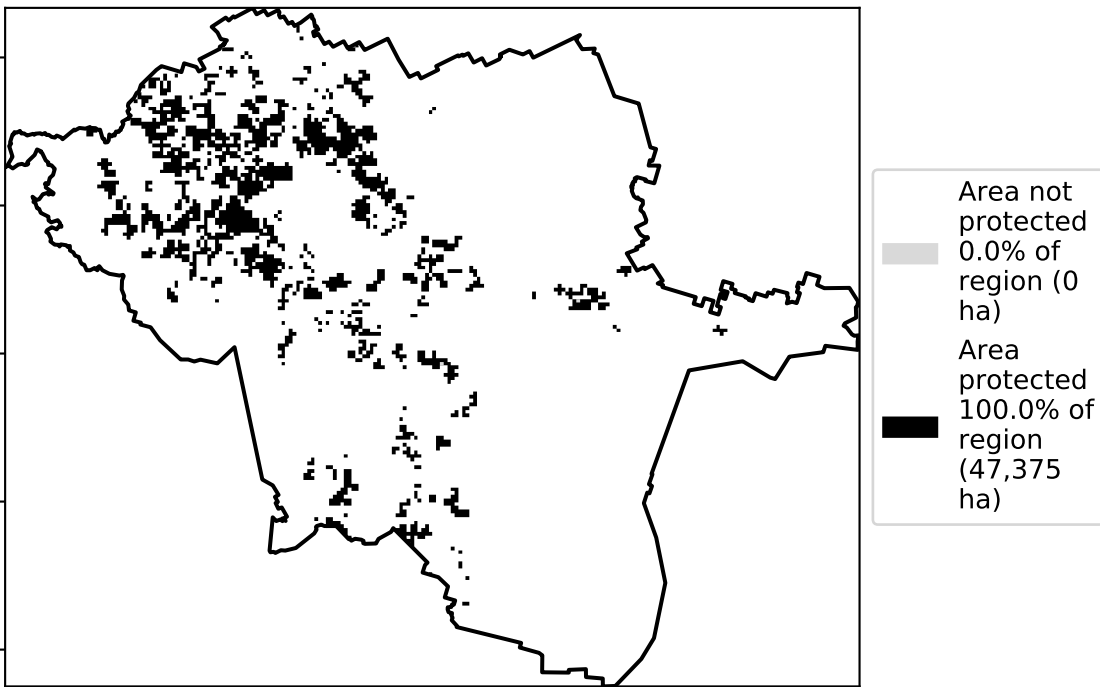 Area not
protected
0.0% of
region (0
ha)
Area
protected
100.0% of
region
(47,375
ha)